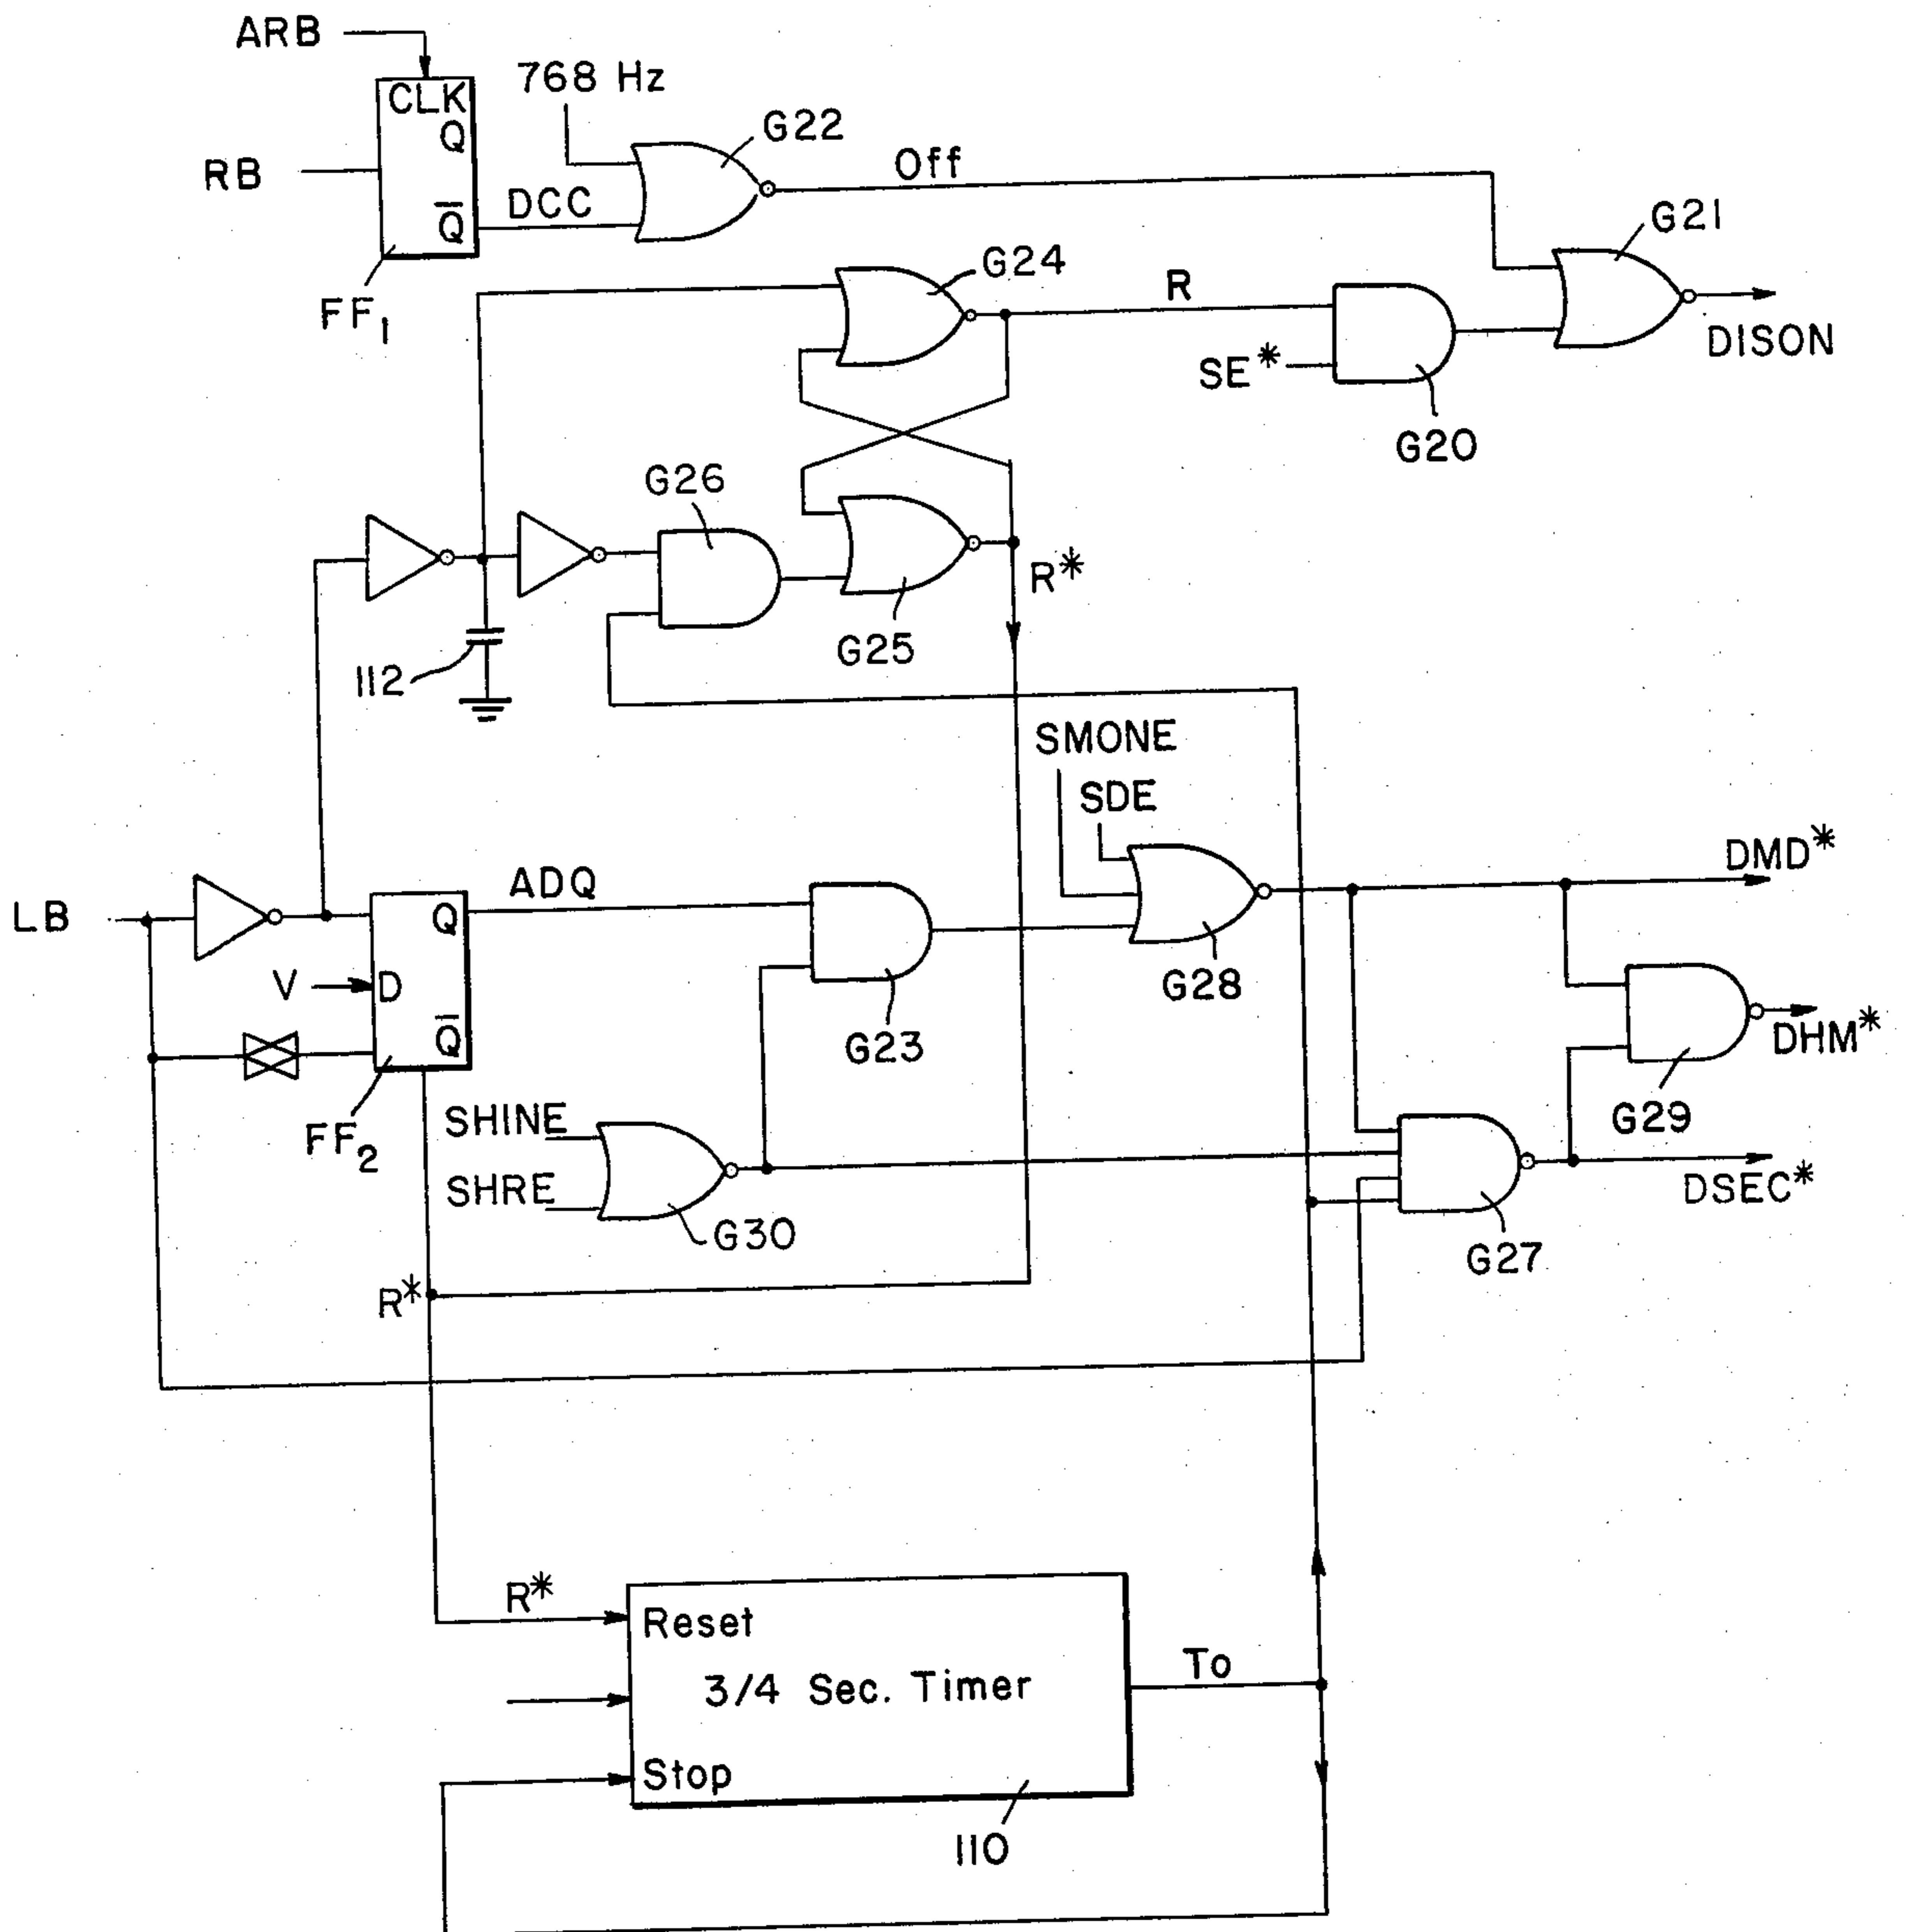 ARB
768 Hz
CLK
Q
G22
RB
Off
DCC
Q̅
G21
FF1
G24
R
DISON
SE*
G20
G26
R*
G25
112
SMONE
SDE
DMD*
ADQ
LB
Q
V
D
G28
Q̅
G23
DHM*
SHINE
FF2
G29
SHRE
DSEC*
G30
G27
R*
R*
Reset
3/4 Sec. Timer
To
Stop
110